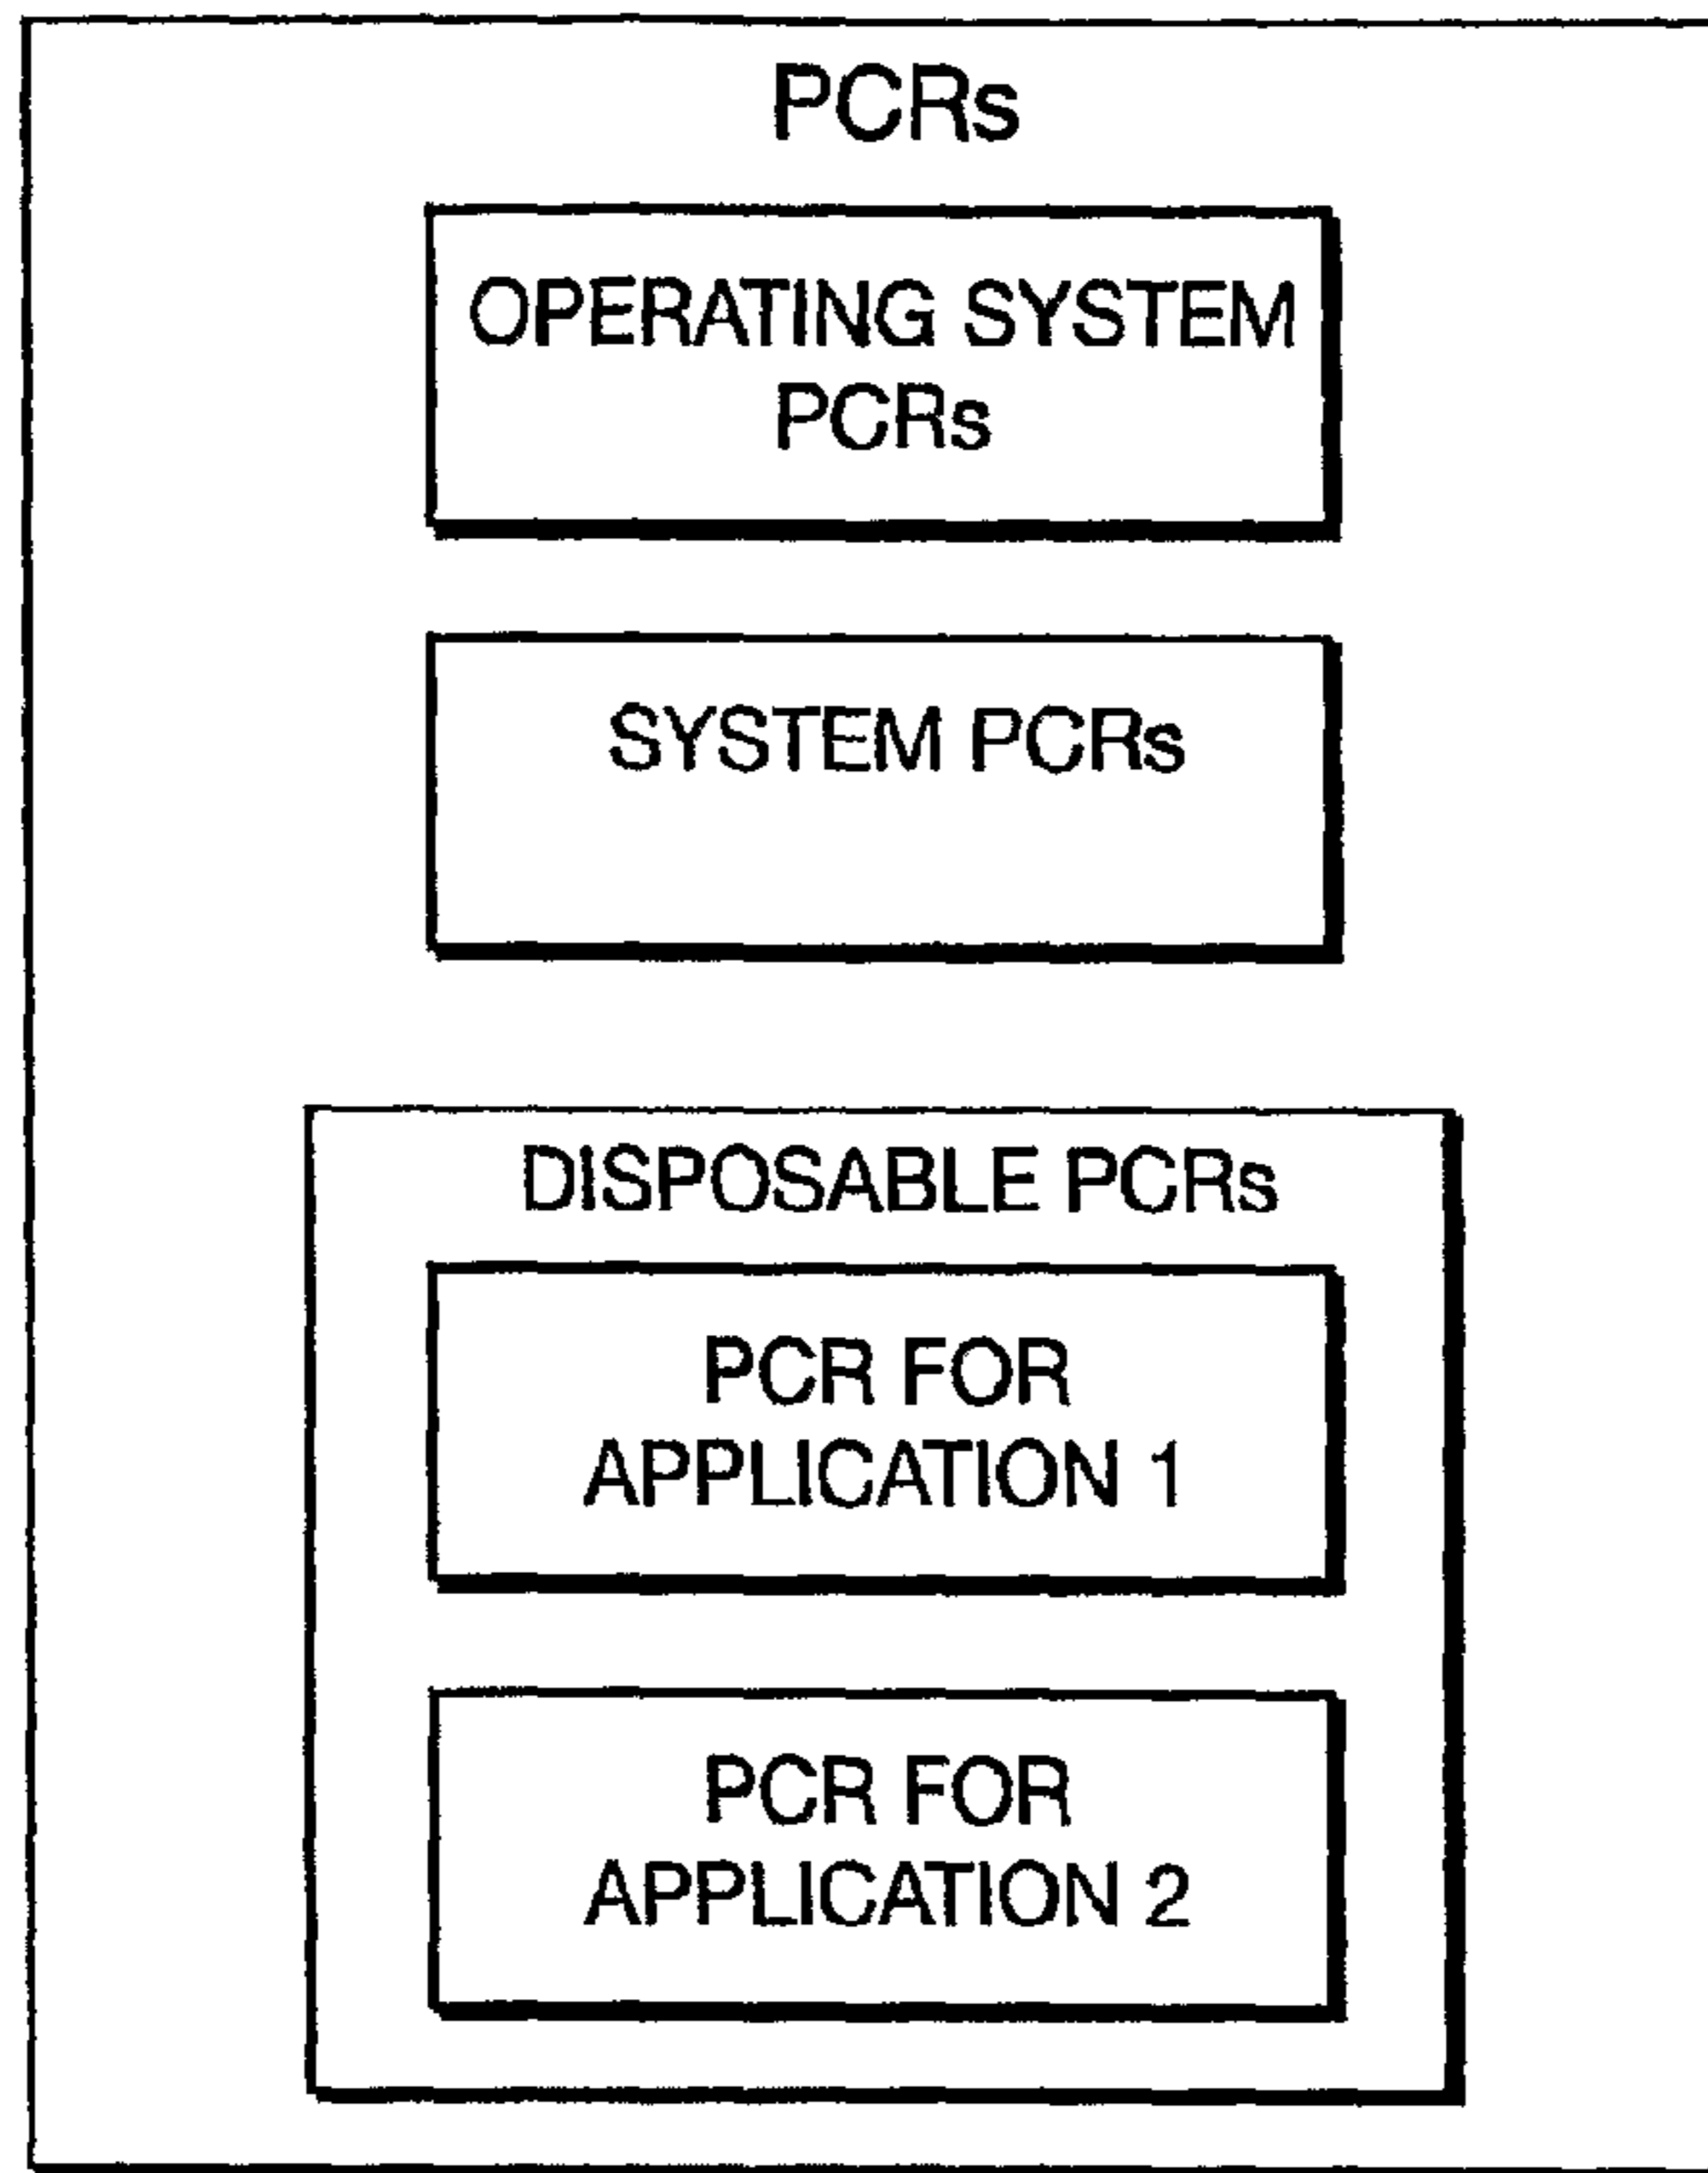 PCRs
OPERATING SYSTEM
PCRs
SYSTEM PCRs
DISPOSABLE PCRs
PCR FOR
APPLICATION 1
PCR FOR
APPLICATION 2